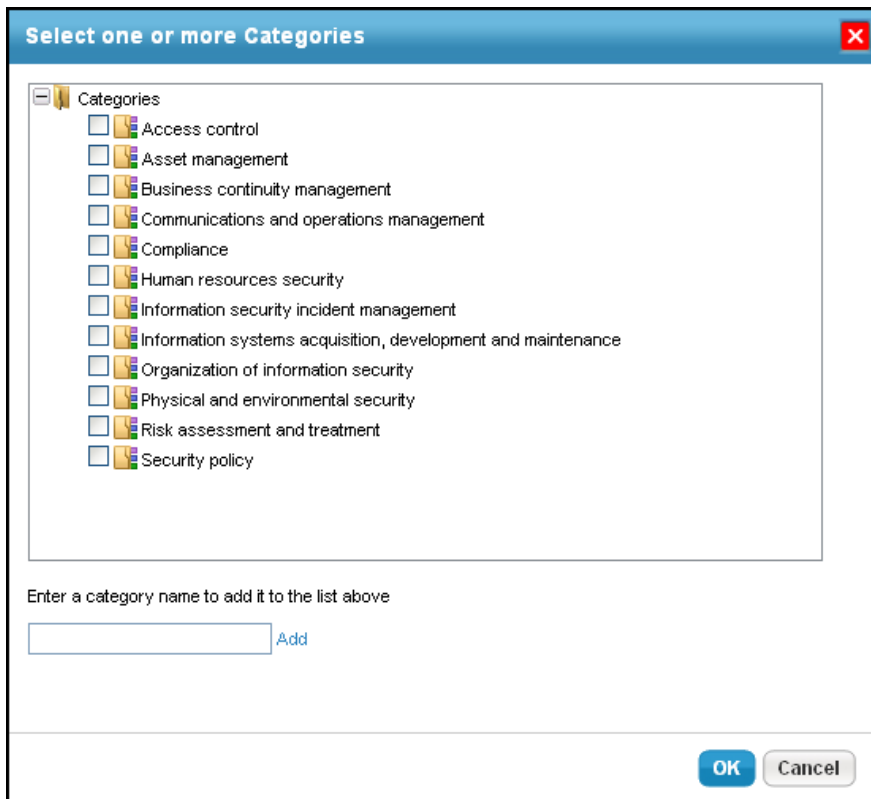 Select one or more Categories
Categories
Access control
Asset management
Business continuity management
Communications and operations management
Compliance
Human resources security
Information security incident management
Information systems acquisition, development and maintenance
Organization of information security
Physical and environmental security
Risk assessment and treatment
Security policy
Enter a category name to add it to the list above
Add
OK Cancel